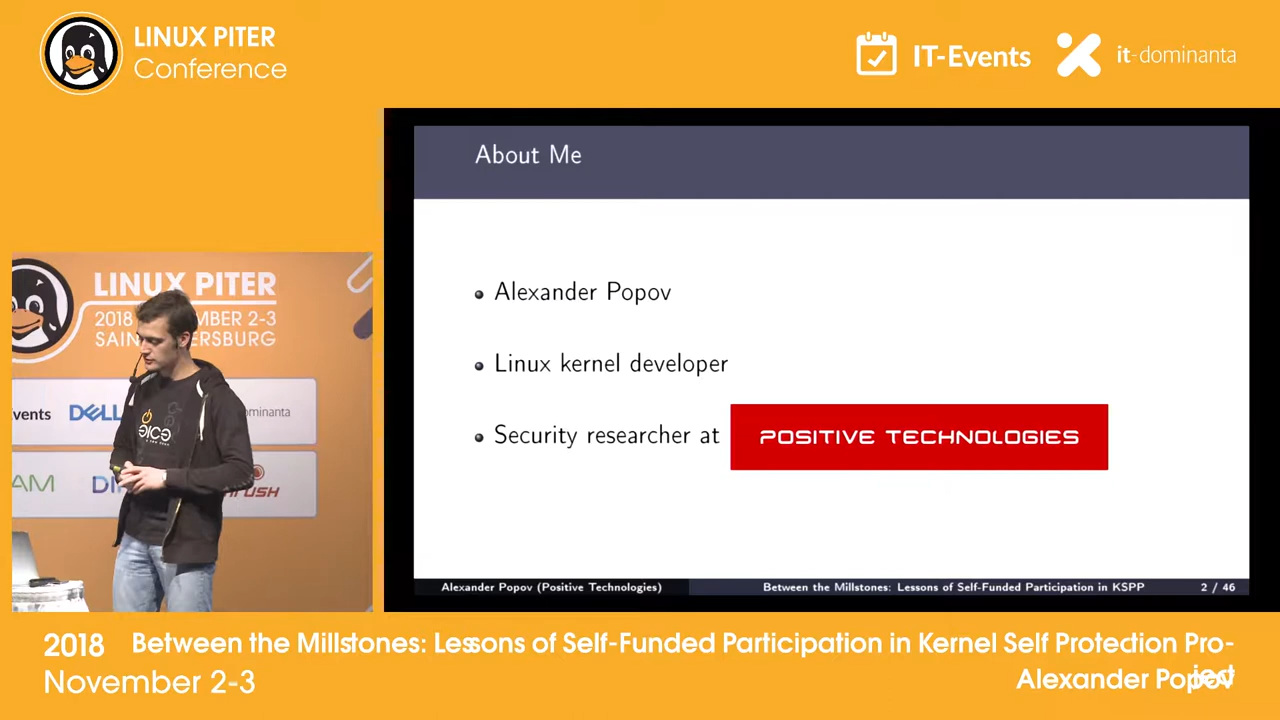 LINUX PITER
Conference
IT-Events
it-dominanta
About Me
Alexander Popov
Linux kernel developer
Security researcher at POSITIVE TECHNOLOGIES
Alexander Popov (Positive Technologies)
Between the Millstones: Lessons of Self-Funded Participation in KSPP
2 / 46
LINUX PITER
2018
2-3
DELL
2018
November 2-3
Between the Millstones: Lessons of Self-Funded Participation in Kernel Self Protection Pro-
ject
Alexander Popov